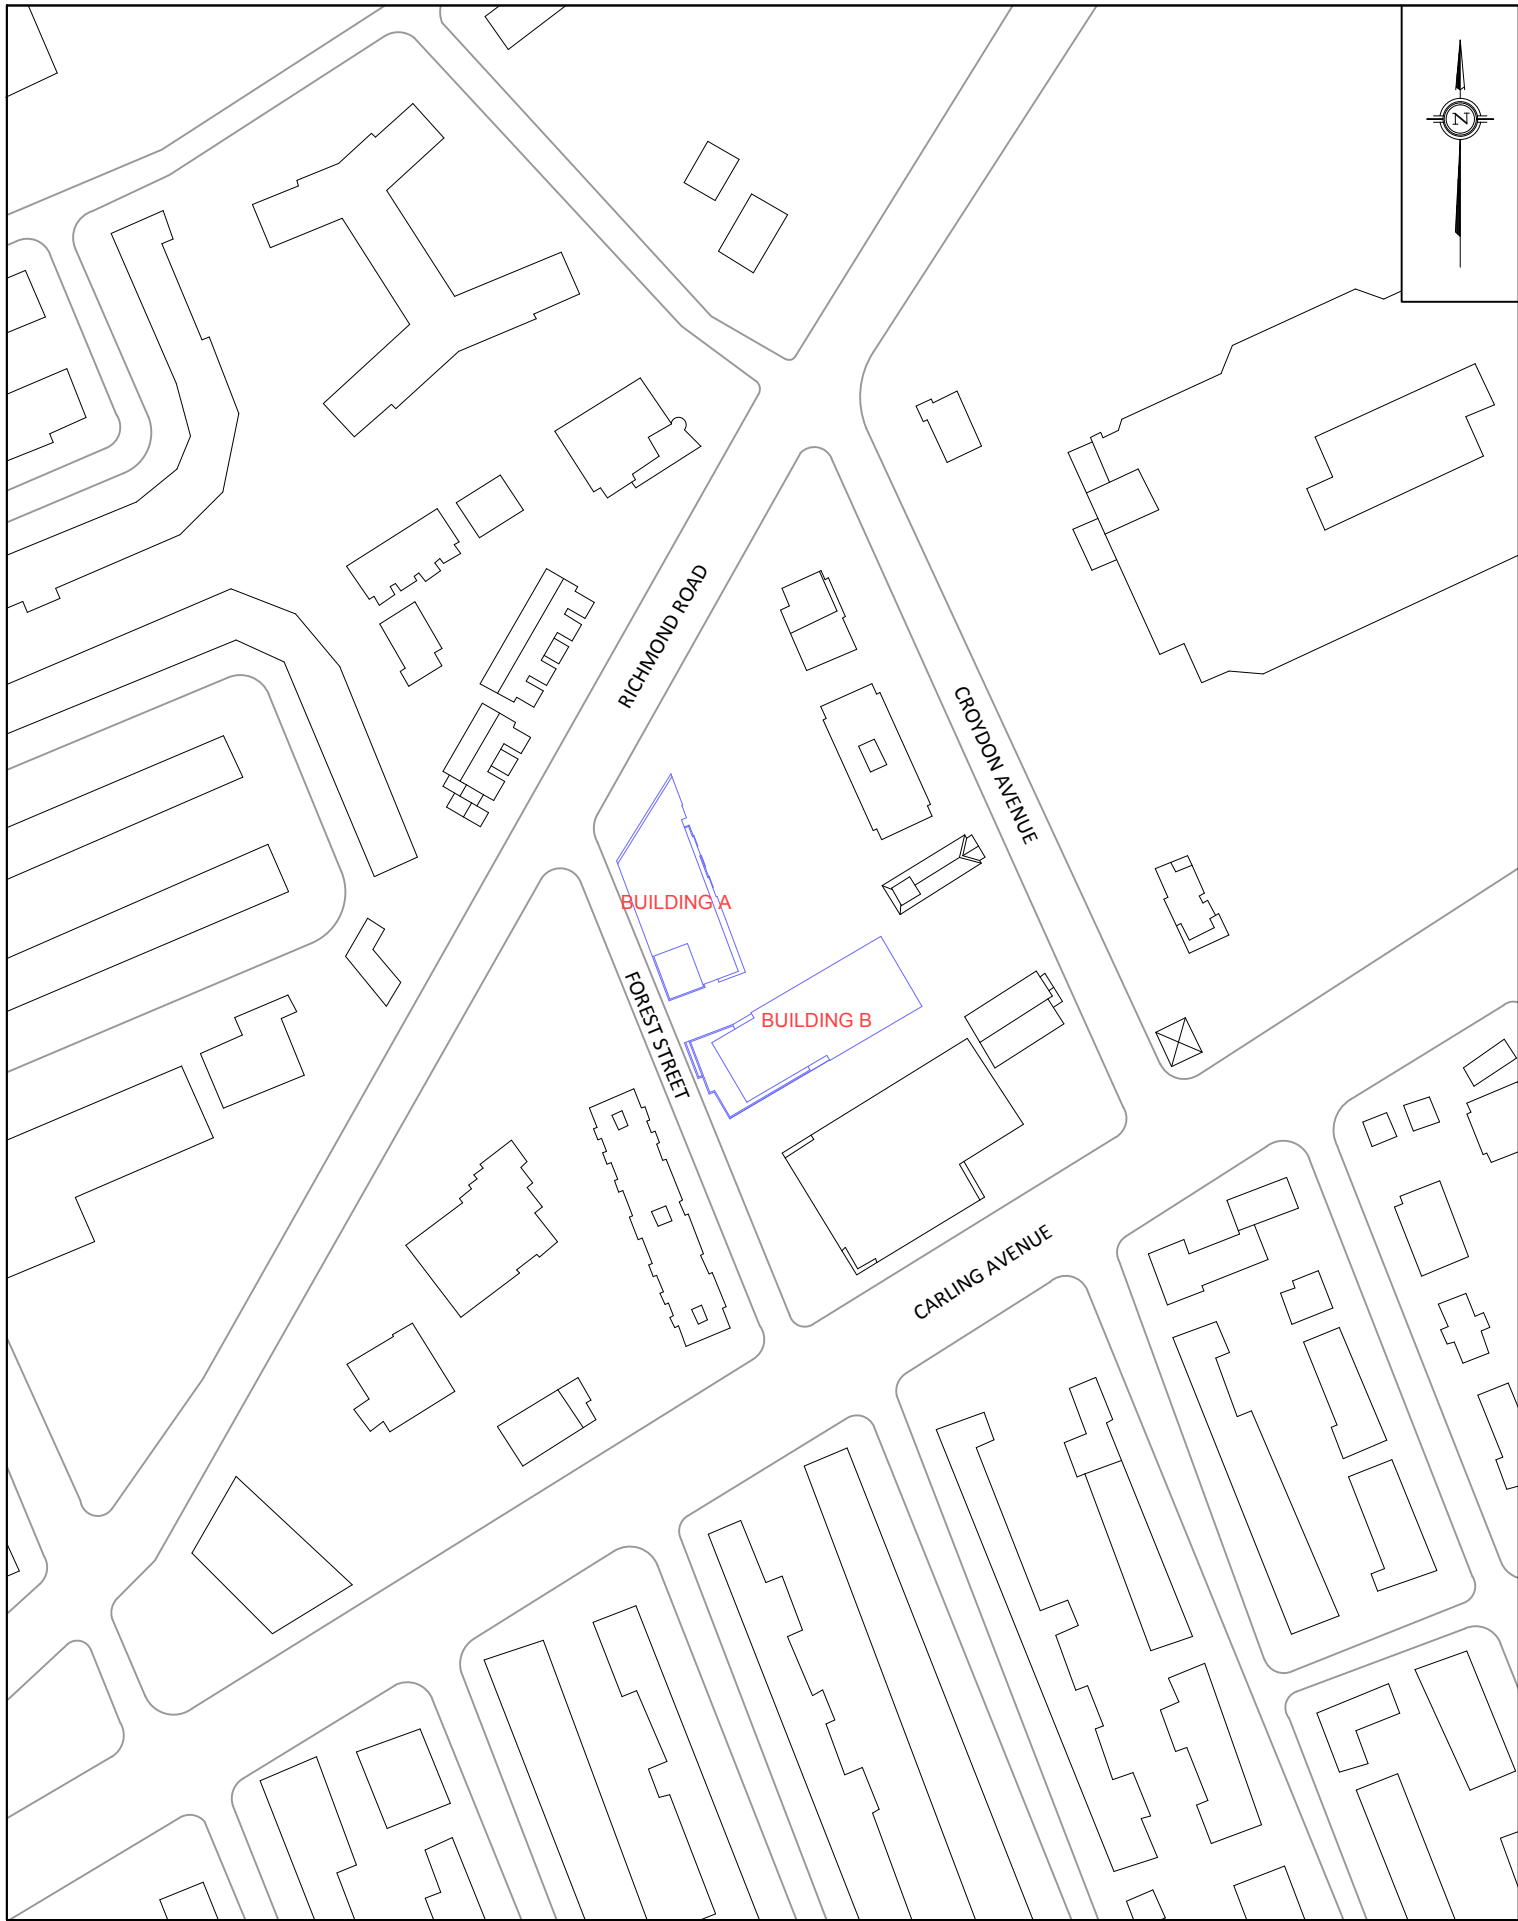 N
RICHMOND ROAD
CROYDON AVENUE
BUILDING A
FOREST STREET
BUILDING B
CARLING AVENUE